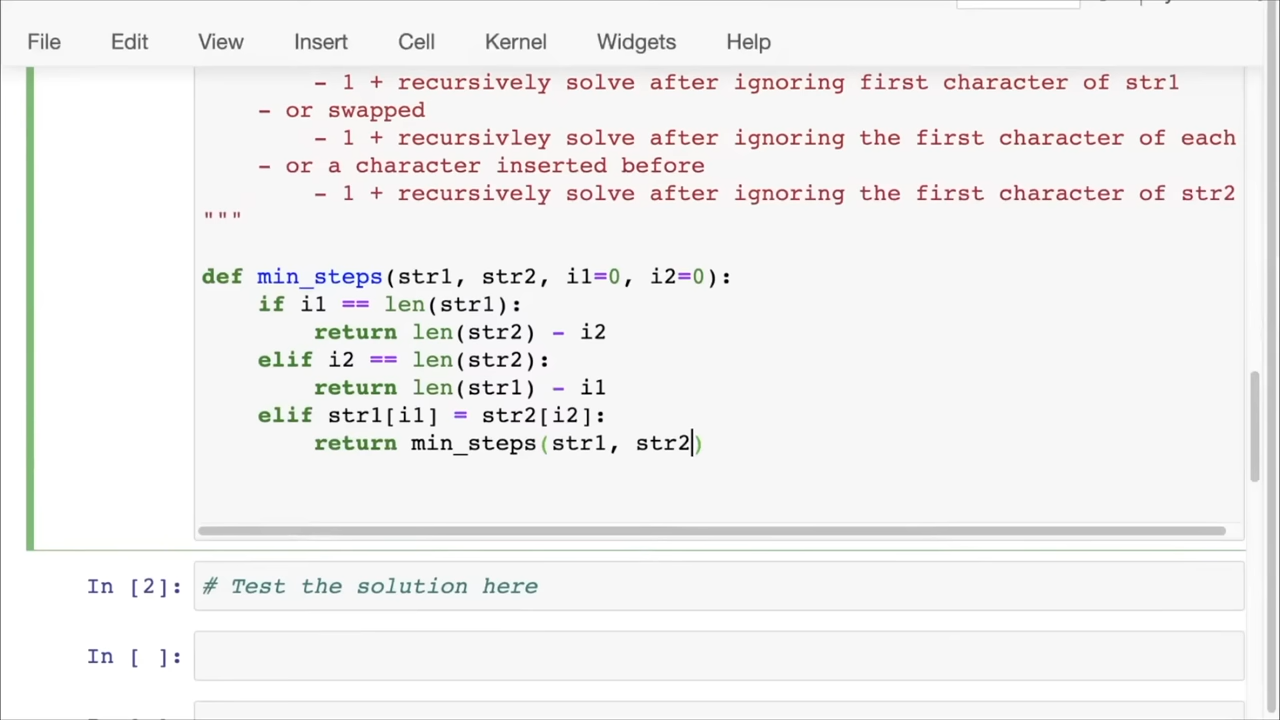 File Edit View Insert Cell Kernel Widgets Help
- 1 + recursively solve after ignoring first character of str1
- or swapped
- 1 + recursivley solve after ignoring the first character of each
- or a character inserted before
- 1 + recursively solve after ignoring the first character of str2
"""
def min_steps(str1, str2, i1=0, i2=0):
if i1 == len(str1):
return len(str2) - i2
elif i2 == len(str2):
return len(str1) - i1
elif str1[i1] = str2[i2]:
return min_steps(str1, str2)
In [2]: # Test the solution here
In [ ]: